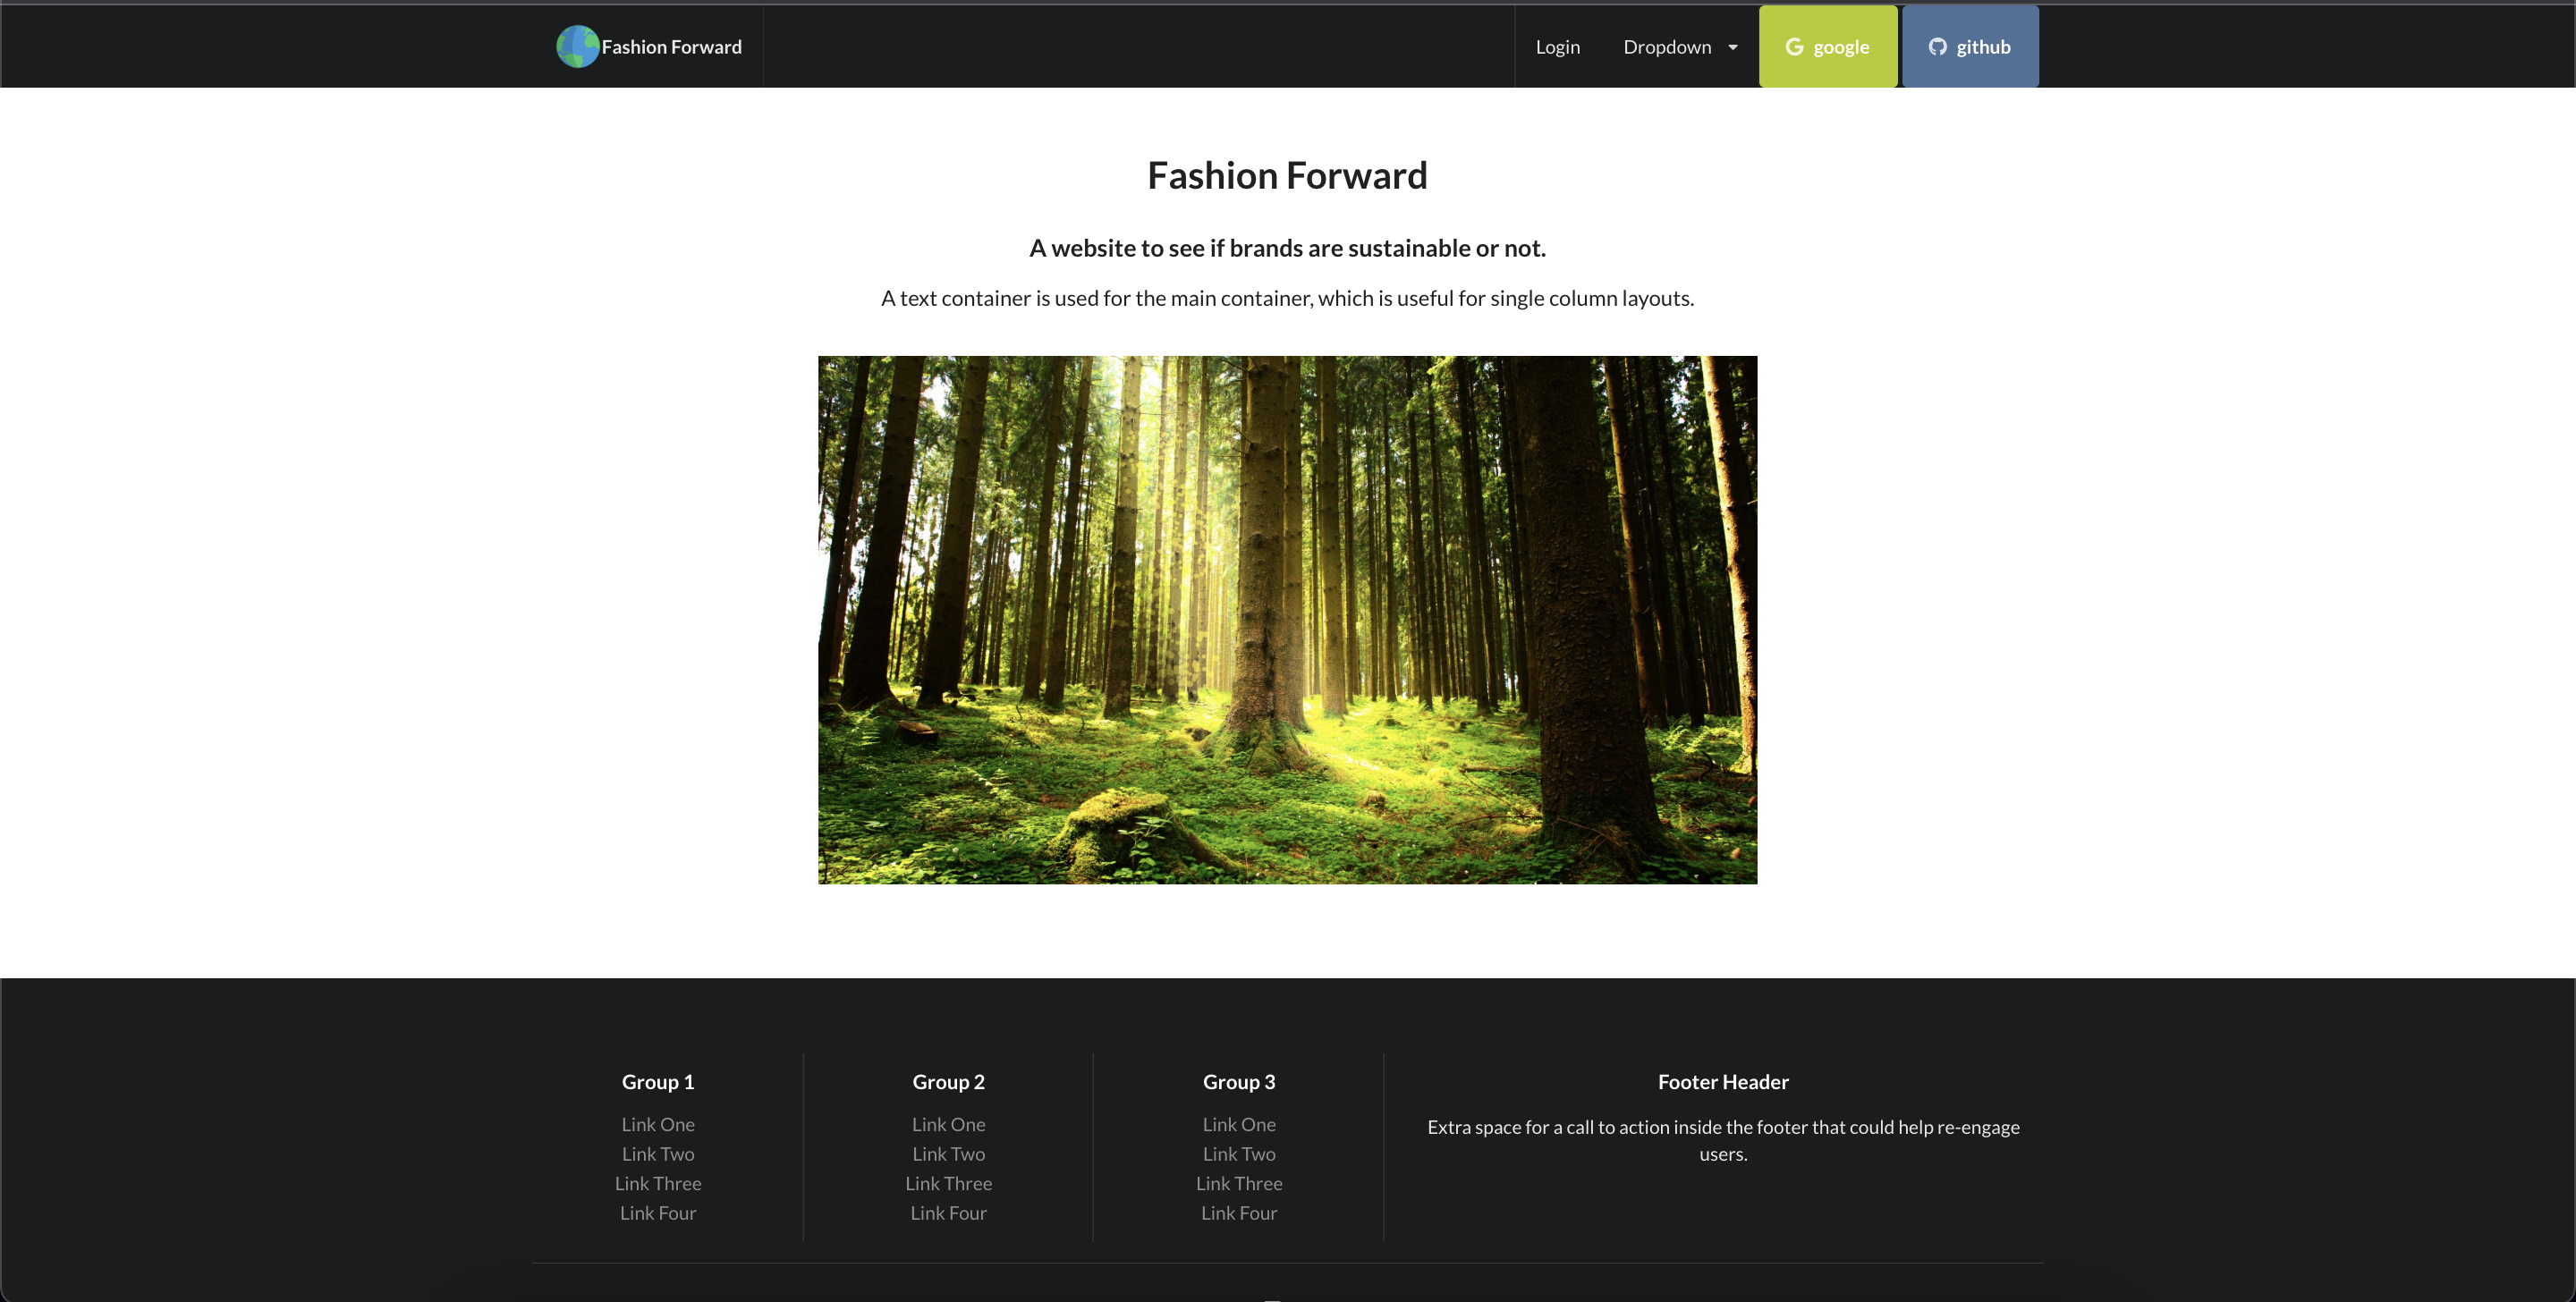 Fashion Forward
Login
Dropdown
google
github
Fashion Forward
A website to see if brands are sustainable or not.
A text container is used for the main container, which is useful for single column layouts.
Group 1
Link One
Link Two
Link Three
Link Four
Group 2
Link One
Link Two
Link Three
Link Four
Group 3
Link One
Link Two
Link Three
Link Four
Footer Header
Extra space for a call to action inside the footer that could help re-engage
users.